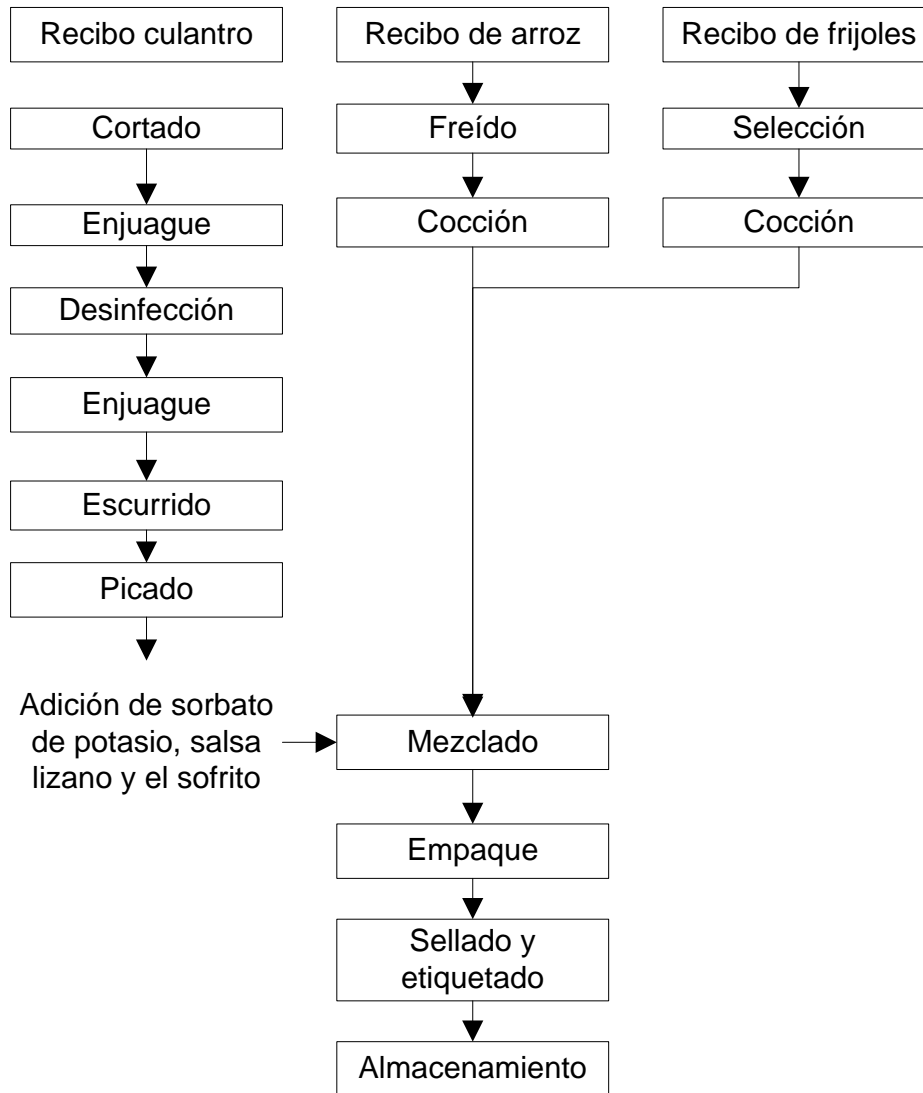 Recibo culantro
Recibo de arroz
Recibo de frijoles
Cortado
Freído
Selección
Enjuague
Cocción
Cocción
Desinfección
Enjuague
Escurrido
Picado
Adición de sorbato
de potasio, salsa
lizano y el sofrito
Mezclado
Empaque
Sellado y
etiquetado
Almacenamiento